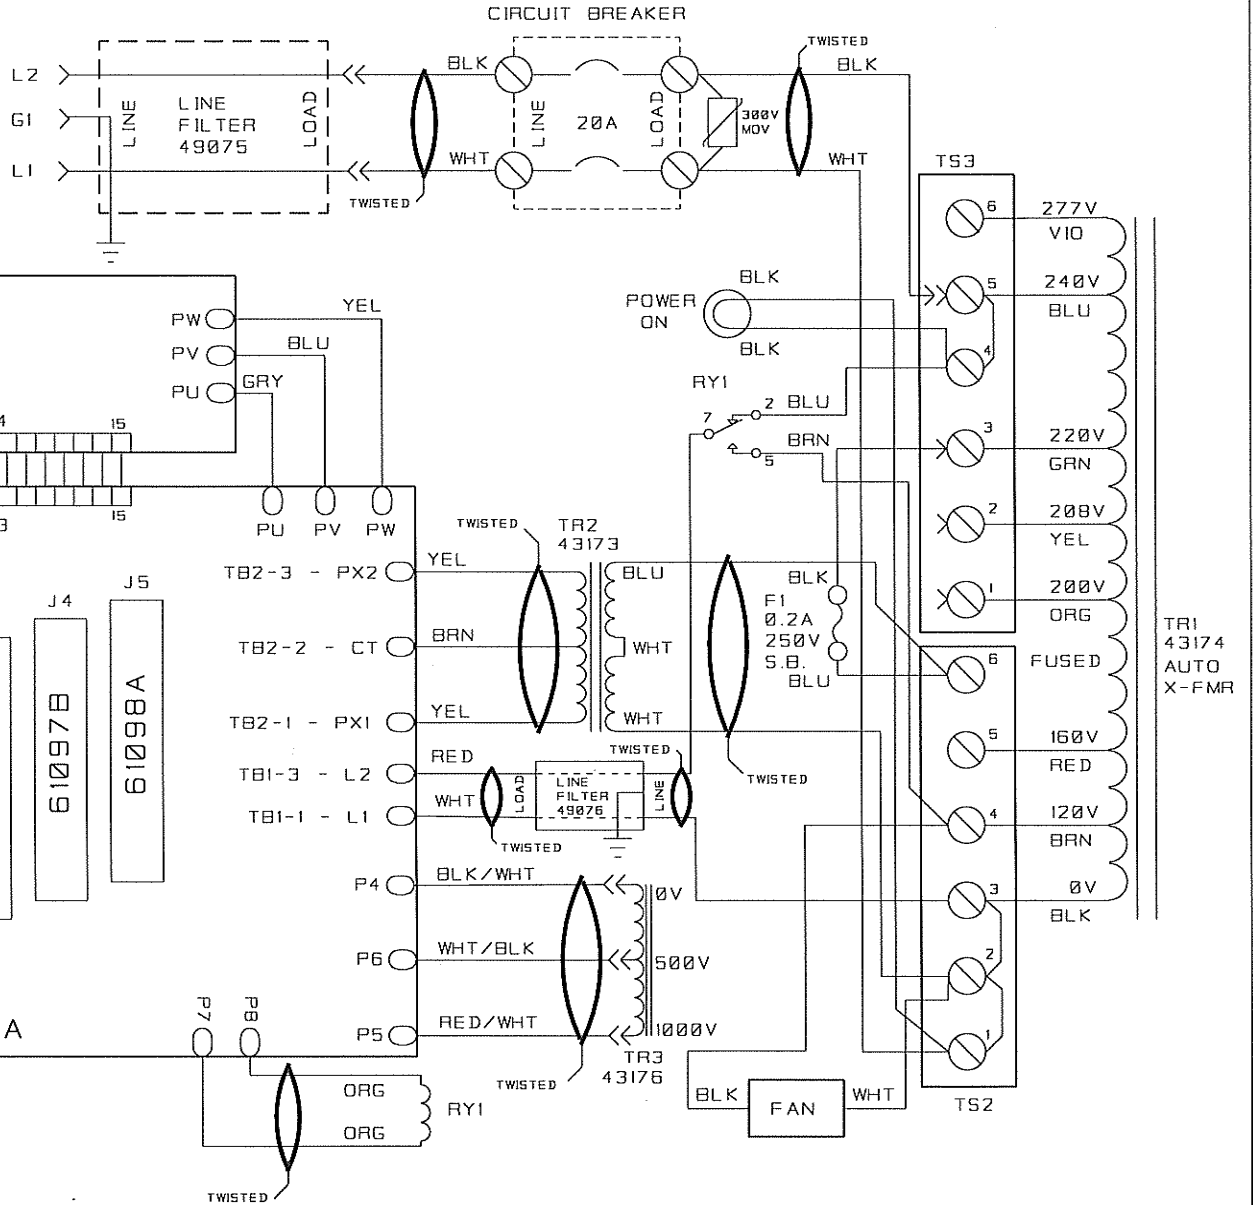 CIRCUIT BREAKER
TWISTED
L2
BLK
BLK
G1
LINE
LINE
FILTER
49075
LOAD
LINE
20A
LOAD
300V
MOV
L1
WHT
WHT
TWISTED
TS3
6
277V
VIO
BLK
POWER
ON
5
240V
BLU
BLK
PW
YEL
PV
BLU
PU
GRY
4
RY1
7
2
BLU
BRN
5
3
220V
GRN
4
15
3
15
PU
PV
PW
TWISTED
TR2
43173
2
208V
YEL
TB2-3 - PX2
YEL
BLU
BLK
F1
0.2A
250V
S.B.
BLU
1
200V
ORG
J5
J4
TB2-2 - CT
BRN
WHT
6
FUSED
TR1
43174
AUTO
X-FMR
61097B
61098A
TB2-1 - PX1
YEL
WHT
5
160V
RED
TB1-3 - L2
RED
TWISTED
TWISTED
TB1-1 - L1
WHT
LOAD
LINE
FILTER
49076
LINE
TWISTED
4
120V
BRN
P4
BLK/WHT
0V
3
0V
BLK
P6
WHT/BLK
500V
2
P7
P8
A
P5
RED/WHT
1000V
1
TR3
43176
TWISTED
ORG
RY1
ORG
BLK
FAN
WHT
TS2
TWISTED